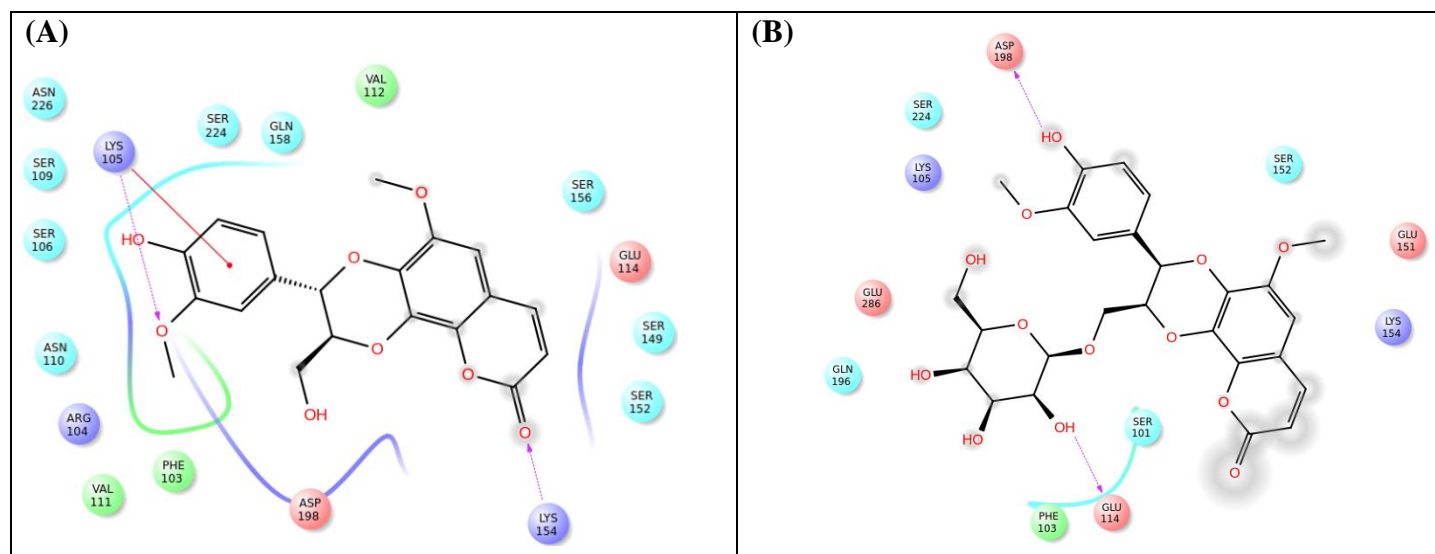 (A)
ASN
226
SER
224
GLN
158
VAL
112
LYS
105
SER
109
SER
106
HO
O
O
O
O
O
O
OH
SER
156
GLU
114
SER
149
SER
152
ASN
110
ARG
104
VAL
111
PHE
103
ASP
198
LYS
154
(B)
ASP
198
SER
224
LYS
105
HO
O
SER
152
GLU
151
GLU
286
OH
O
O
O
LYS
154
GLN
196
O
O
O
HO
HO
OH
O
O
SER
101
PHE
103
GLU
114